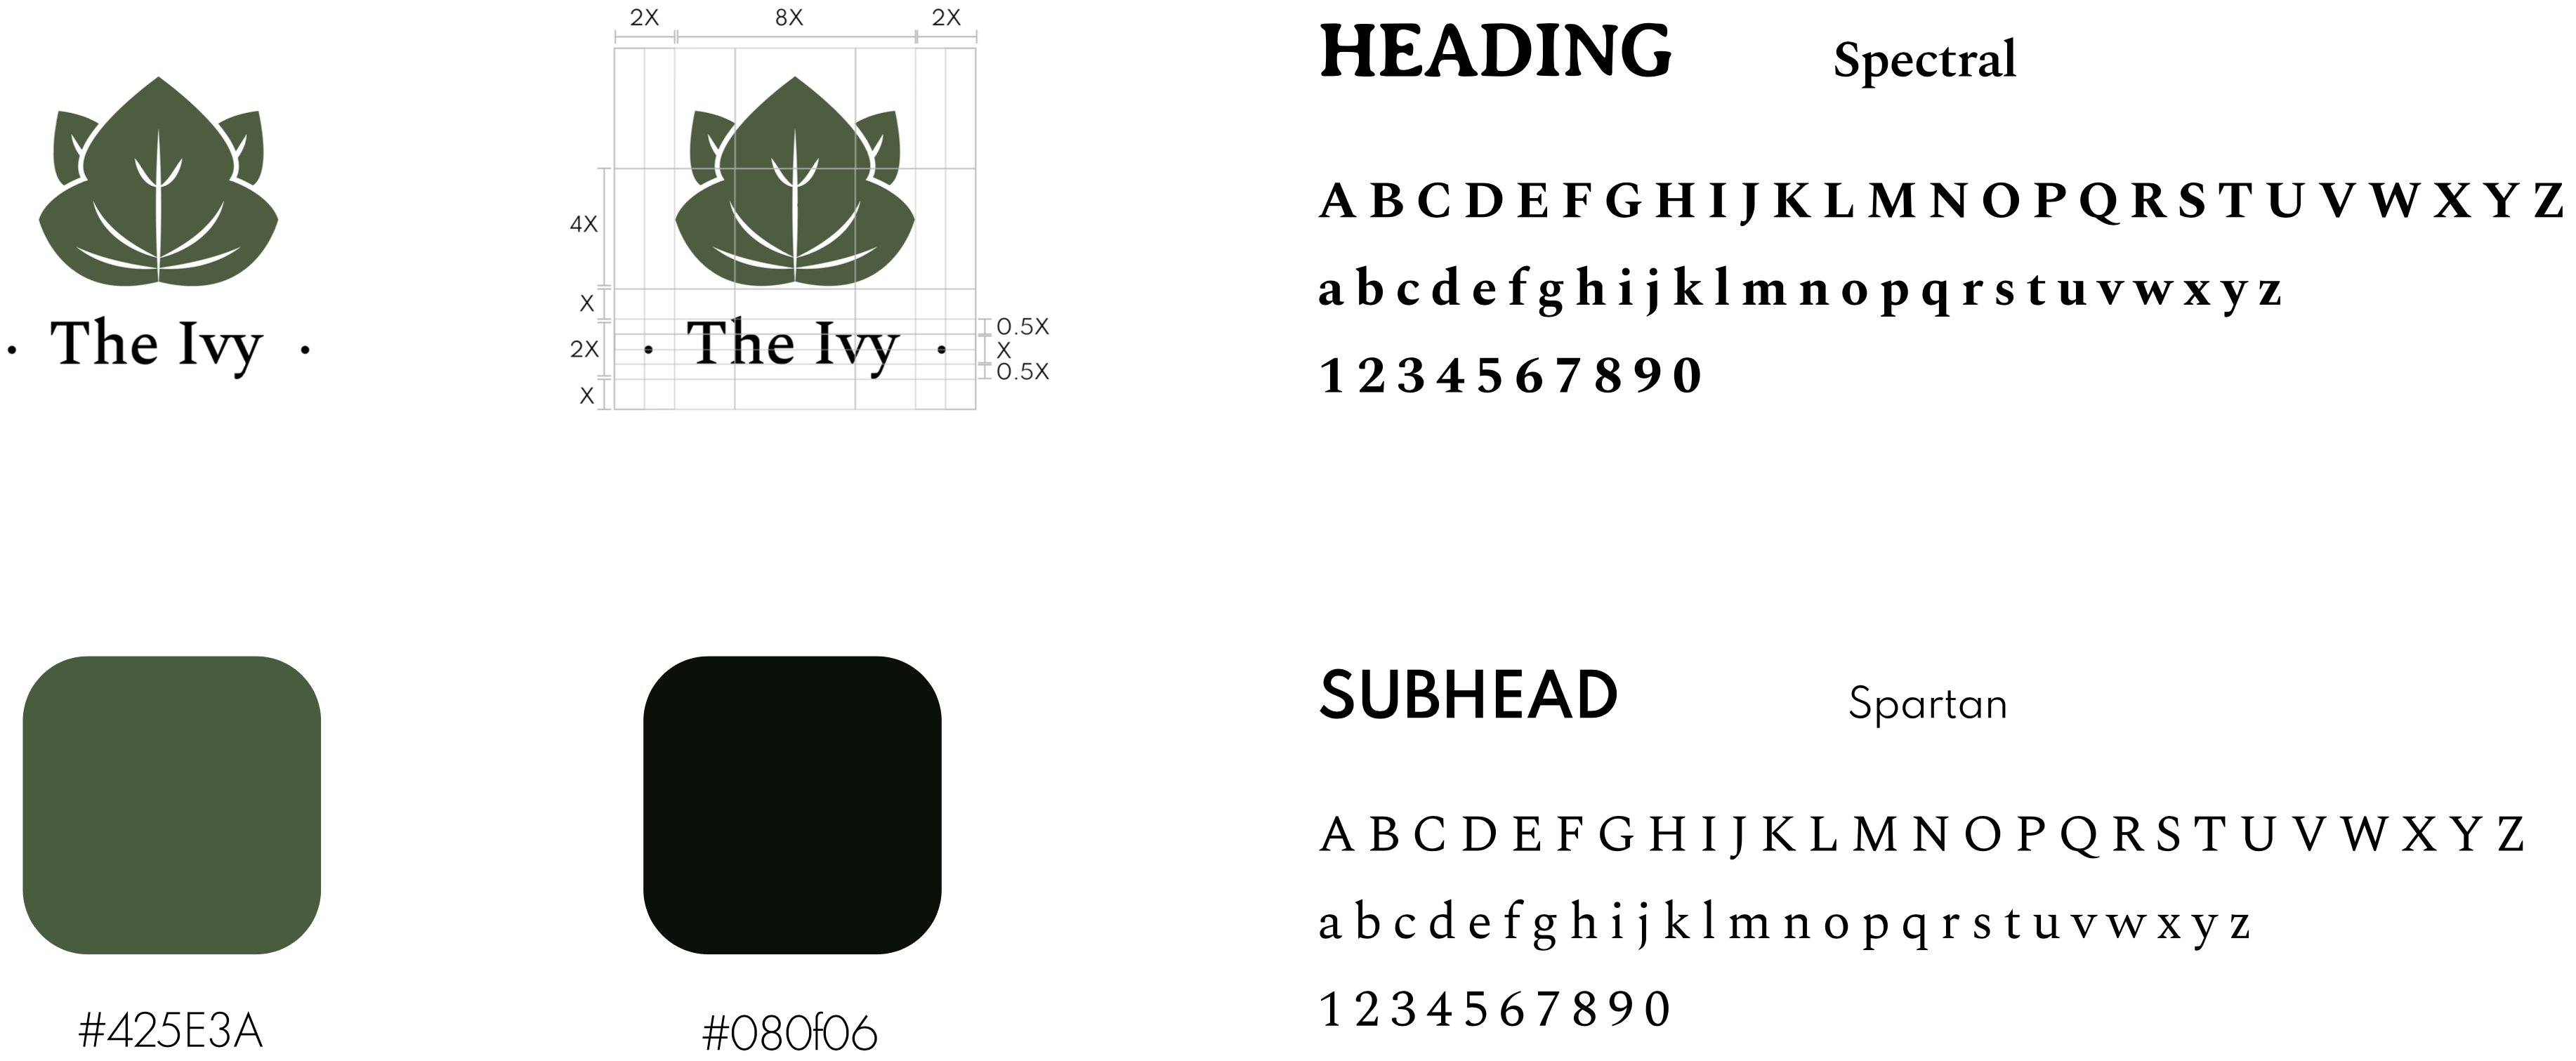 The Ivy
2X 8X 2X
4X
X
2X
X
0.5X
X
0.5X
The Ivy
HEADING Spectral
A B C D E F G H I J K L M N O P Q R S T U V W X Y Z
a b c d e f g h i j k l m n o p q r s t u v w x y z
1 2 3 4 5 6 7 8 9 0
#425E3A
#080f06
SUBHEAD Spartan
A B C D E F G H I J K L M N O P Q R S T U V W X Y Z
a b c d e f g h i j k l m n o p q r s t u v w x y z
1 2 3 4 5 6 7 8 9 0